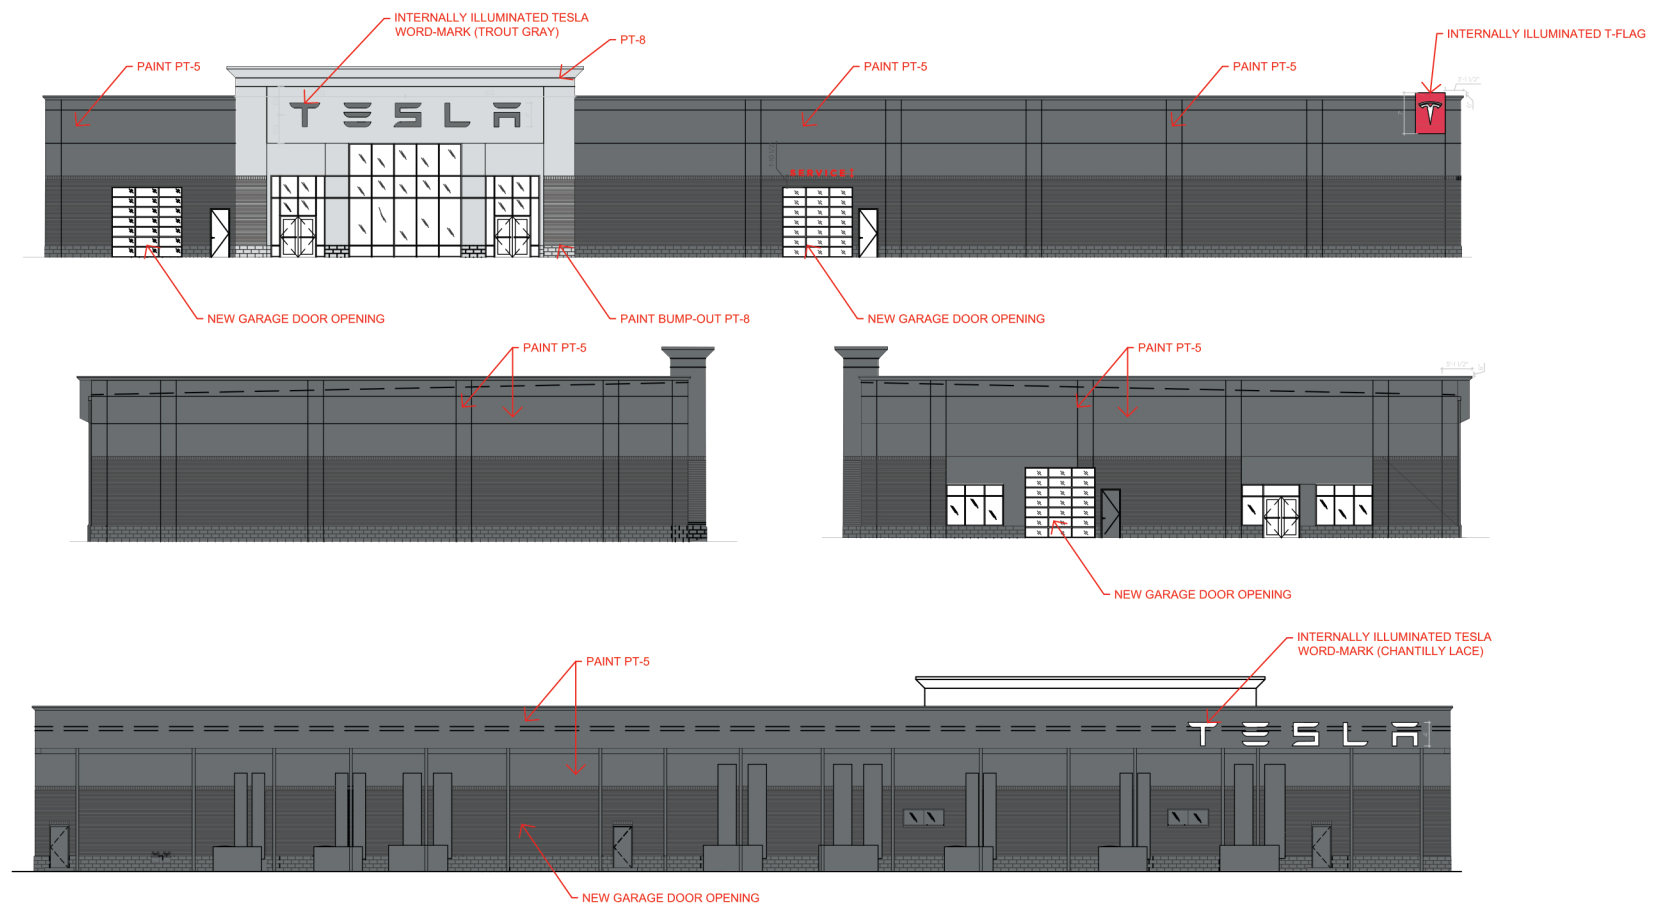 INTERNALLY ILLUMINATED TESLA
WORD-MARK (TROUT GRAY)
PT-8
INTERNALLY ILLUMINATED T-FLAG
PAINT PT-5
PAINT PT-5
PAINT PT-5
TESLA
SERVICE
NEW GARAGE DOOR OPENING
PAINT BUMP-OUT PT-8
NEW GARAGE DOOR OPENING
PAINT PT-5
PAINT PT-5
NEW GARAGE DOOR OPENING
INTERNALLY ILLUMINATED TESLA
WORD-MARK (CHANTILLY LACE)
PAINT PT-5
TESLA
NEW GARAGE DOOR OPENING